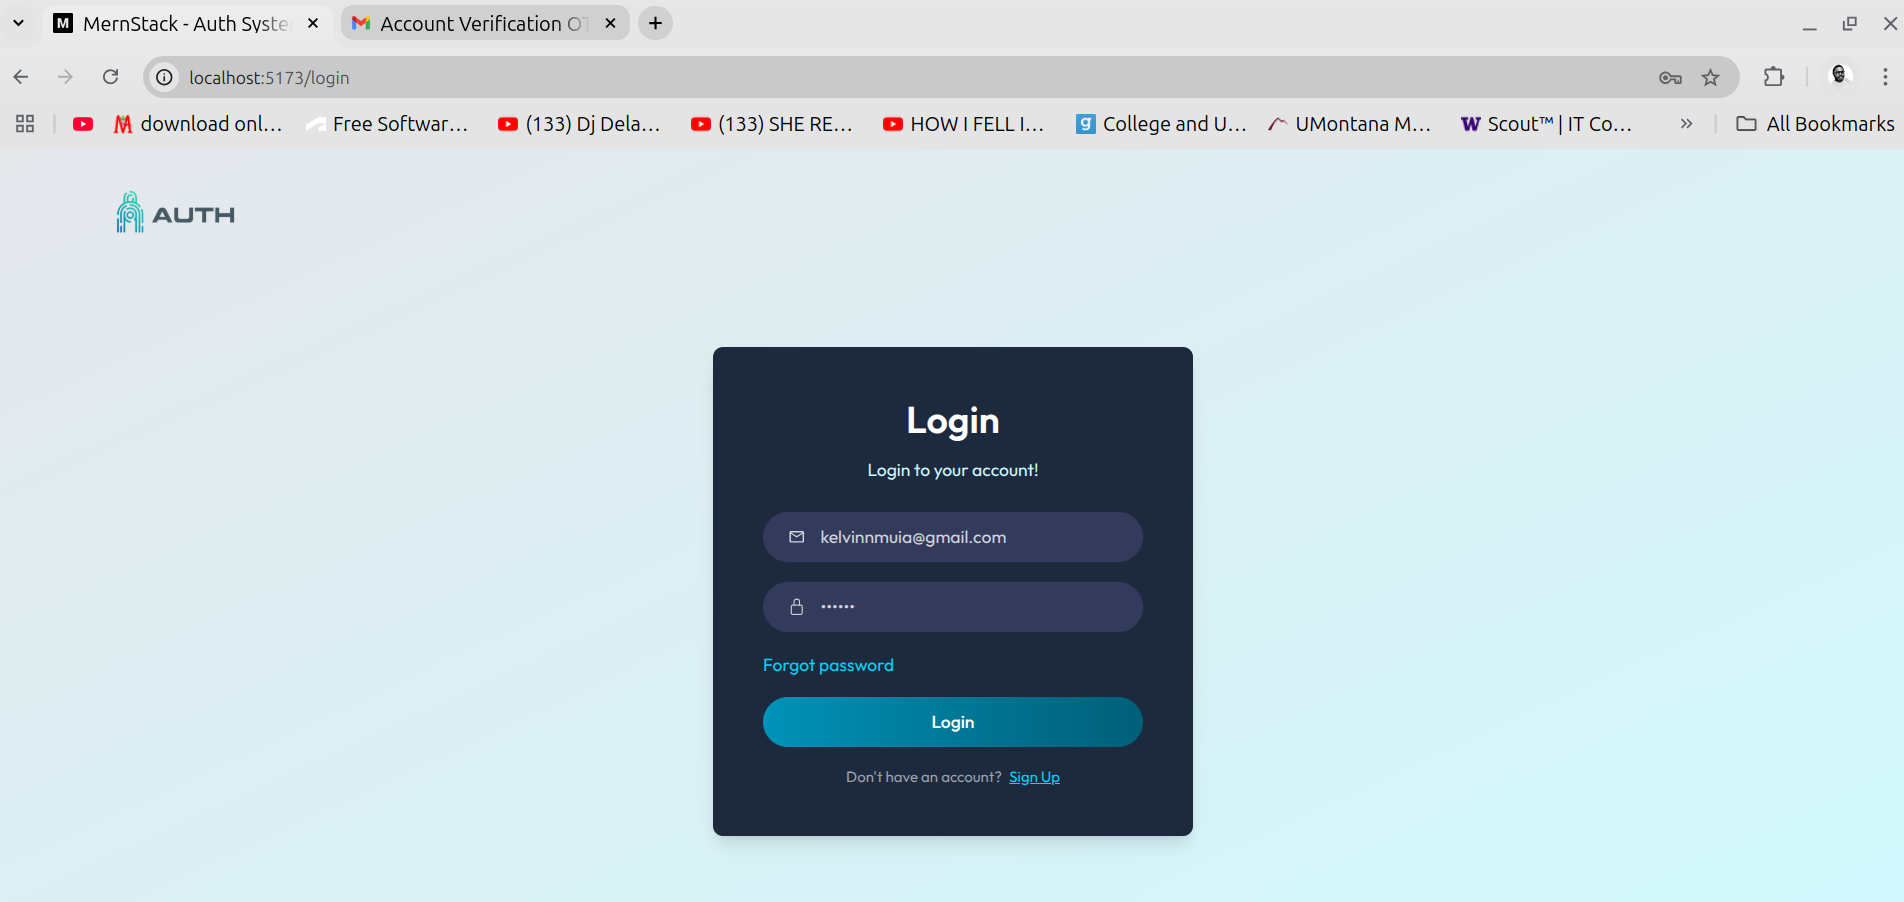 M MernStack - Auth Syste
Account Verification OT
localhost:5173/login
download onl...
Free Softwar...
(133) Dj Dela...
(133) SHE RE...
HOW I FELL I...
g College and U...
UMontana M...
W Scout™ | IT Co...
All Bookmarks
AUTH
Login
Login to your account!
kelvinnmuia@gmail.com
••••••
Forgot password
Login
Don't have an account? Sign Up